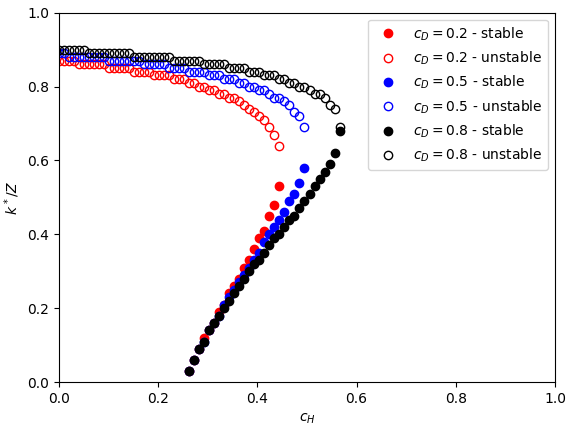 1.0
0.8
0.6
0.4
0.2
0.0
k*/Z
0.0 0.2 0.4 0.6 0.8 1.0
c_H
c_D = 0.2 - stable
c_D = 0.2 - unstable
c_D = 0.5 - stable
c_D = 0.5 - unstable
c_D = 0.8 - stable
c_D = 0.8 - unstable